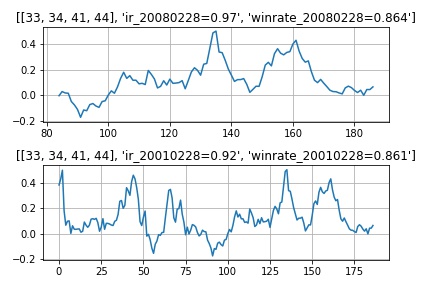 [[33, 34, 41, 44], 'ir_20080228=0.97', 'winrate_20080228=0.864']
0.4
0.2
0.0
−0.2
80 100 120 140 160 180
[[33, 34, 41, 44], 'ir_20010228=0.92', 'winrate_20010228=0.861']
0.4
0.2
0.0
−0.2
0 25 50 75 100 125 150 175